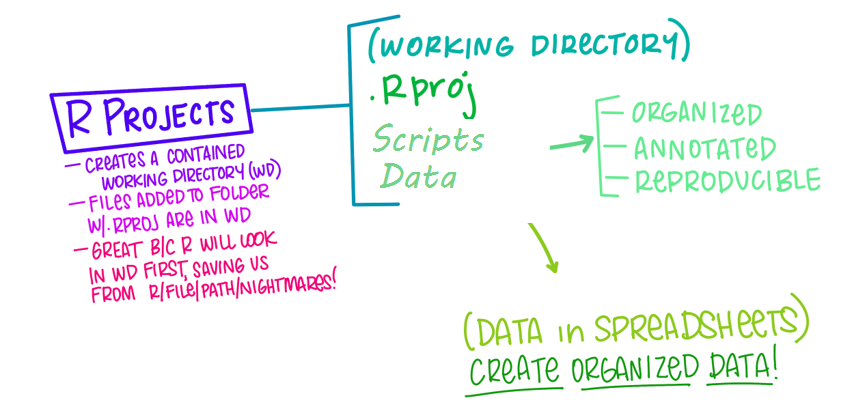 R PROJECTS
– CREATES A CONTAINED
WORKING DIRECTORY (WD)
– FILES ADDED TO FOLDER
W/.RPROJ ARE IN WD
– GREAT B/C R WILL LOOK
IN WD FIRST, SAVING US
FROM R/FILE/PATH/NIGHTMARES!
(WORKING DIRECTORY)
.Rproj
Scripts
Data
– ORGANIZED
– ANNOTATED
– REPRODUCIBLE
(DATA in SPREADSHEETS)
CREATE ORGANIZED DATA!